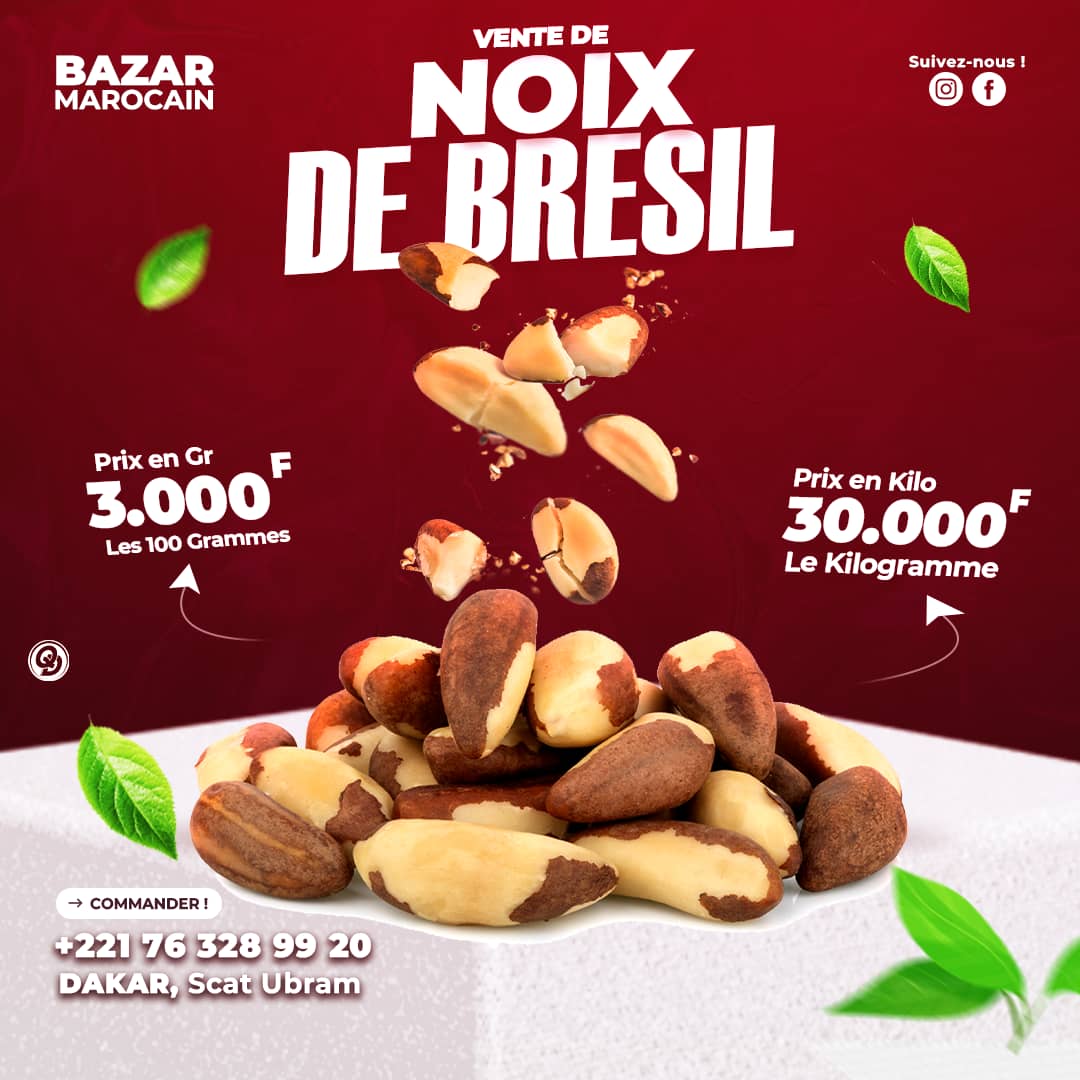 BAZAR
MAROCAIN
VENTE DE
NOIX
DE BRESIL
Suivez-nous !
Prix en Gr
3.000F
Les 100 Grammes
Prix en Kilo
30.000F
Le Kilogramme
→ COMMANDER !
+221 76 328 99 20
DAKAR, Scat Ubram